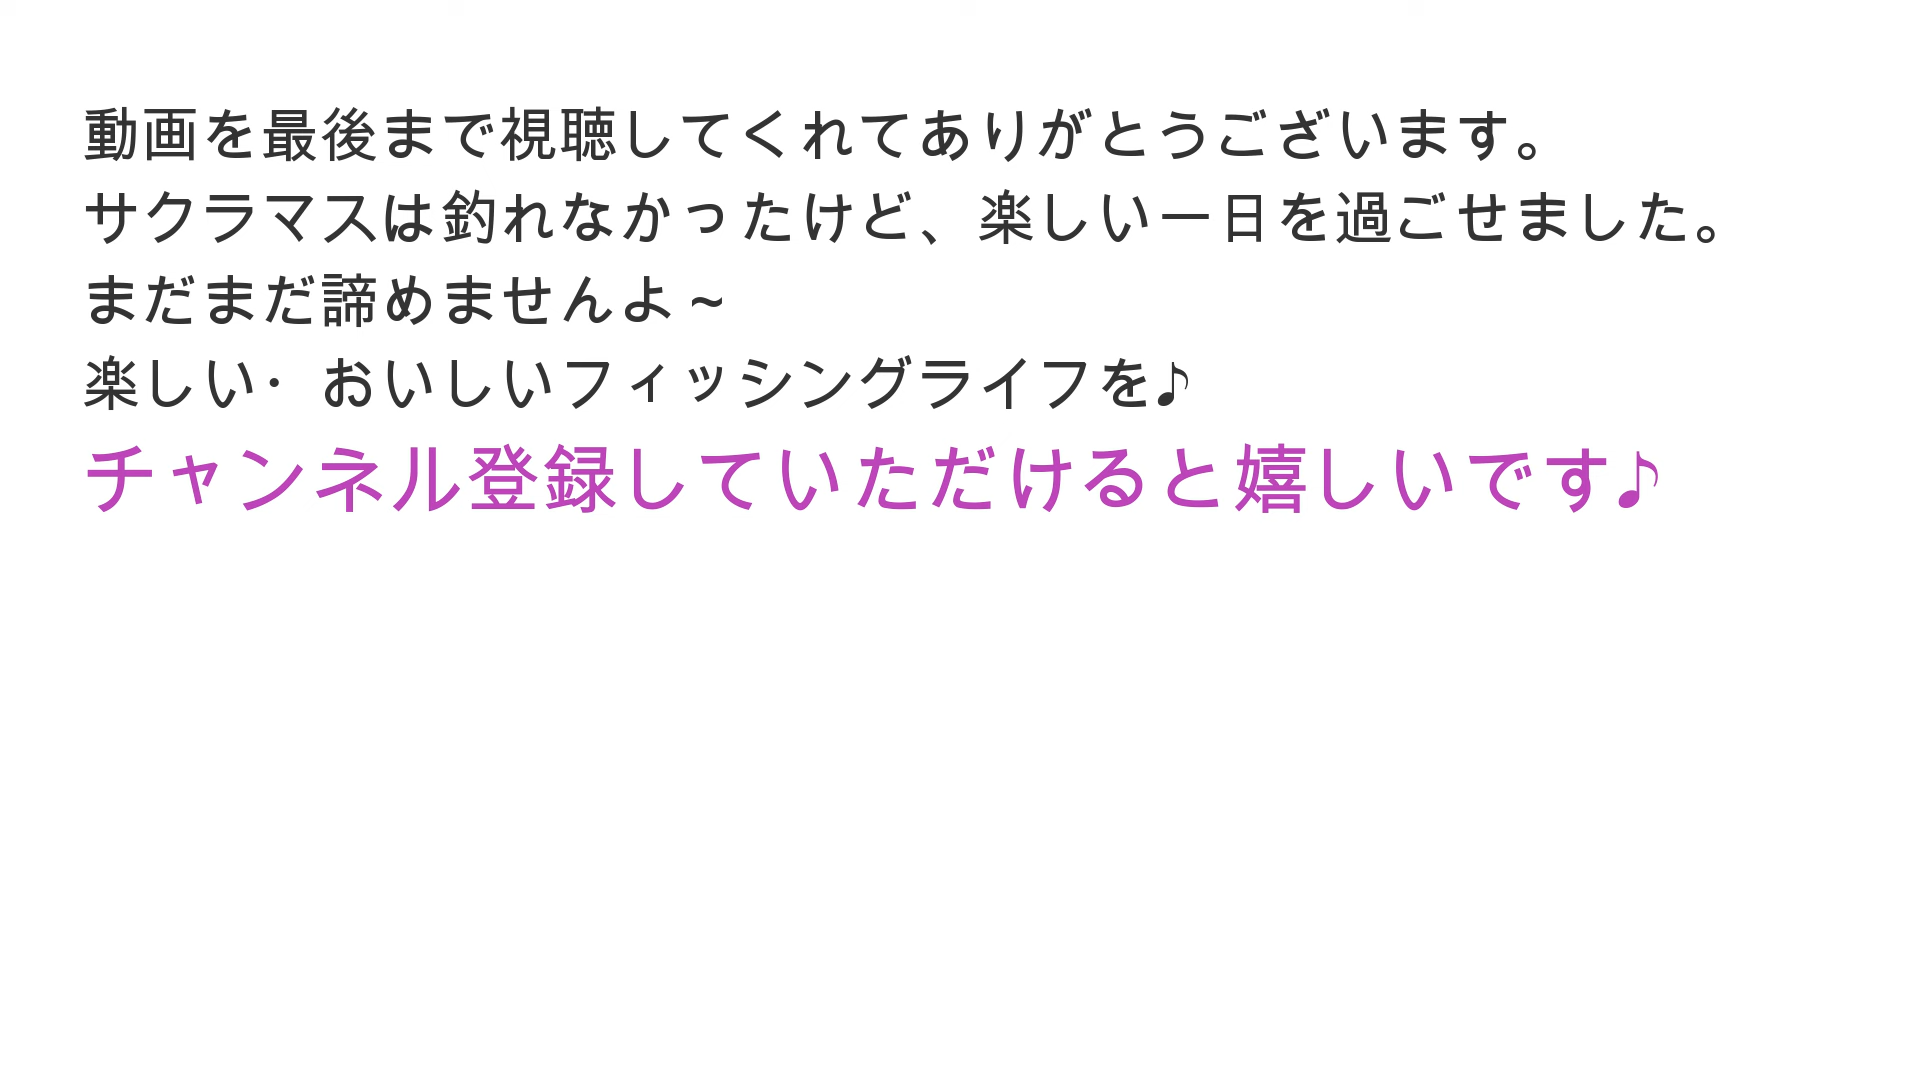 動画を最後まで視聴してくれてありがとうございます。
サクラマスは釣れなかったけど、楽しい一日を過ごせました。
まだまだ諦めませんよ~
楽しい・おいしいフィッシングライフを♪
チャンネル登録していただけると嬉しいです♪